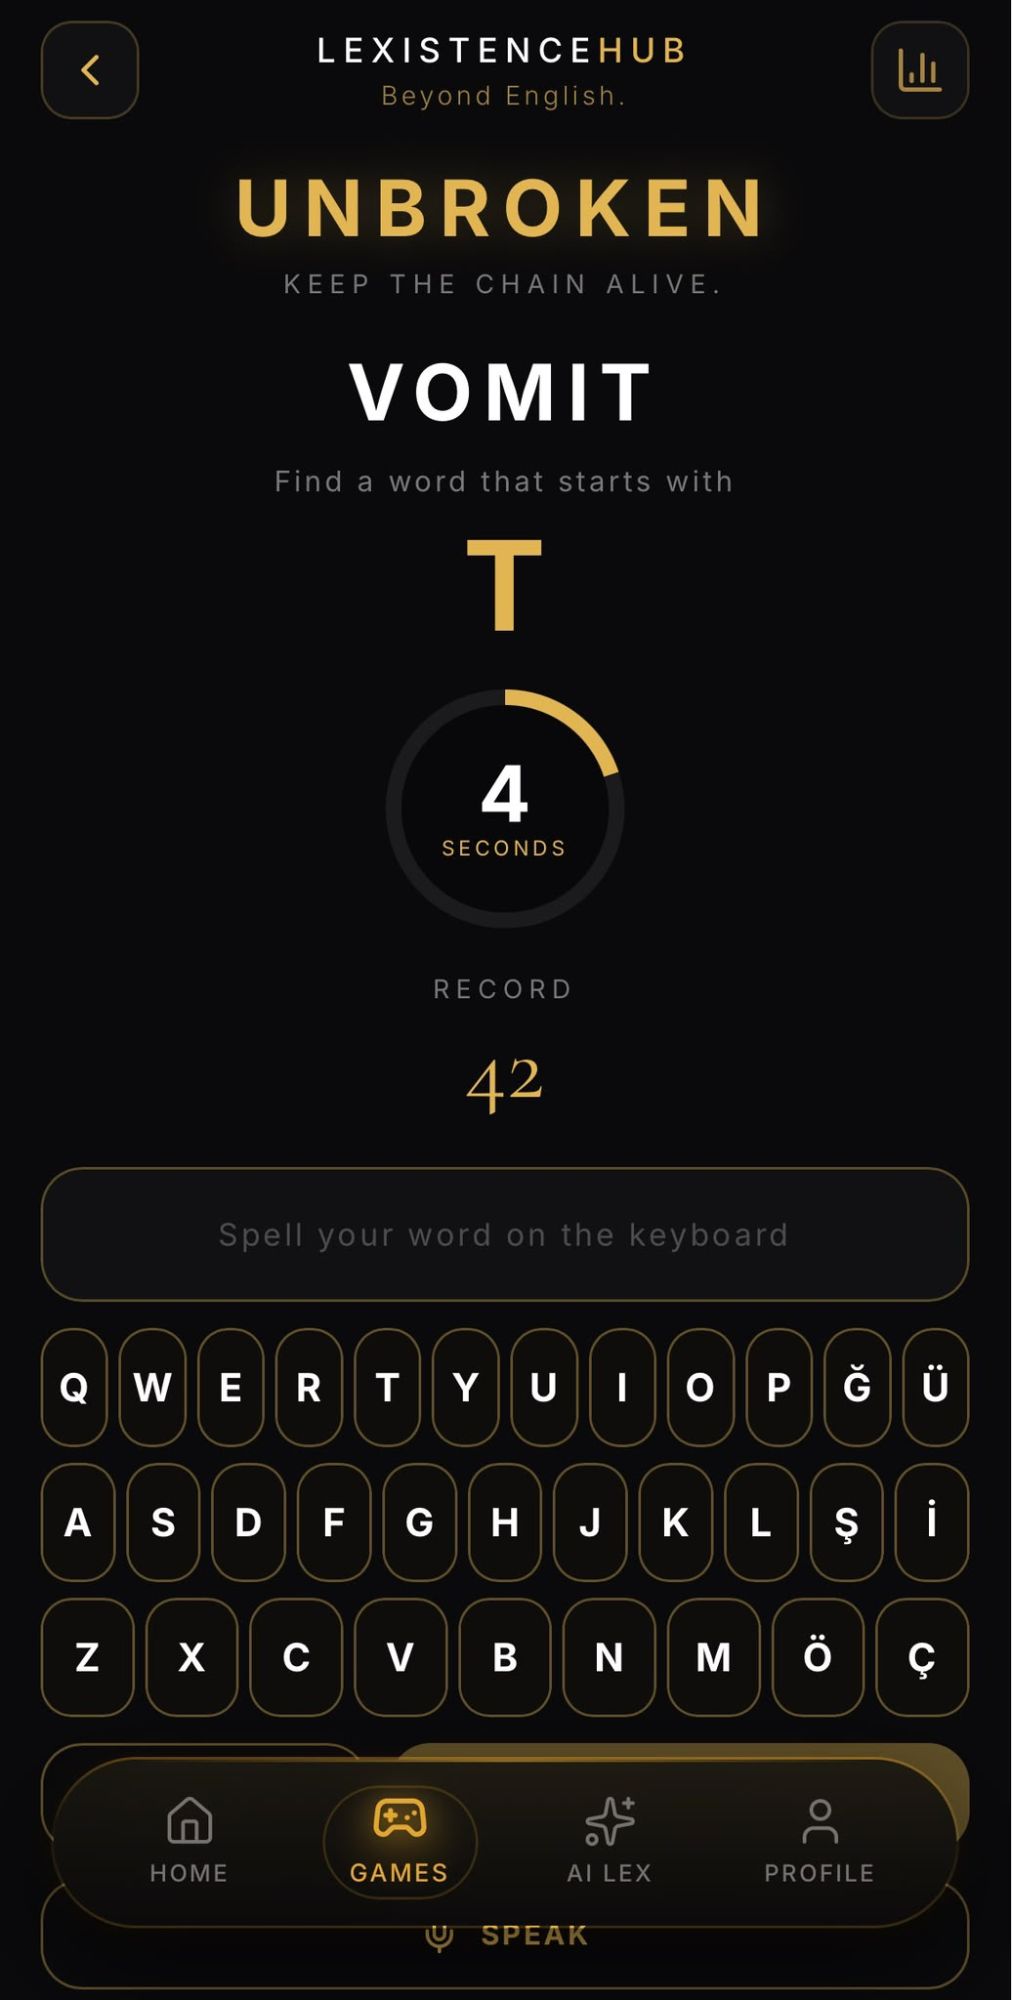 LEXISTENCEHUB
Beyond English.
UNBROKEN
KEEP THE CHAIN ALIVE.
VOMIT
Find a word that starts with
T
4
SECONDS
RECORD
42
Spell your word on the keyboard
Q W E R T Y U I O P Ğ Ü
A S D F G H J K L Ş İ
Z X C V B N M Ö Ç
HOME GAMES AI LEX PROFILE
SPEAK